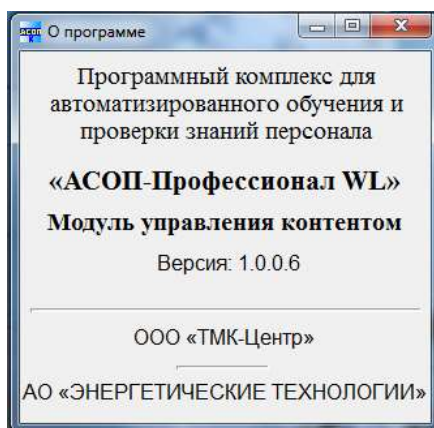 асоп О программе
Программный комплекс для
автоматизированного обучения и
проверки знаний персонала
«АСОП-Профессионал WL»
Модуль управления контентом
Версия: 1.0.0.6
ООО «ТМК-Центр»
АО «ЭНЕРГЕТИЧЕСКИЕ ТЕХНОЛОГИИ»